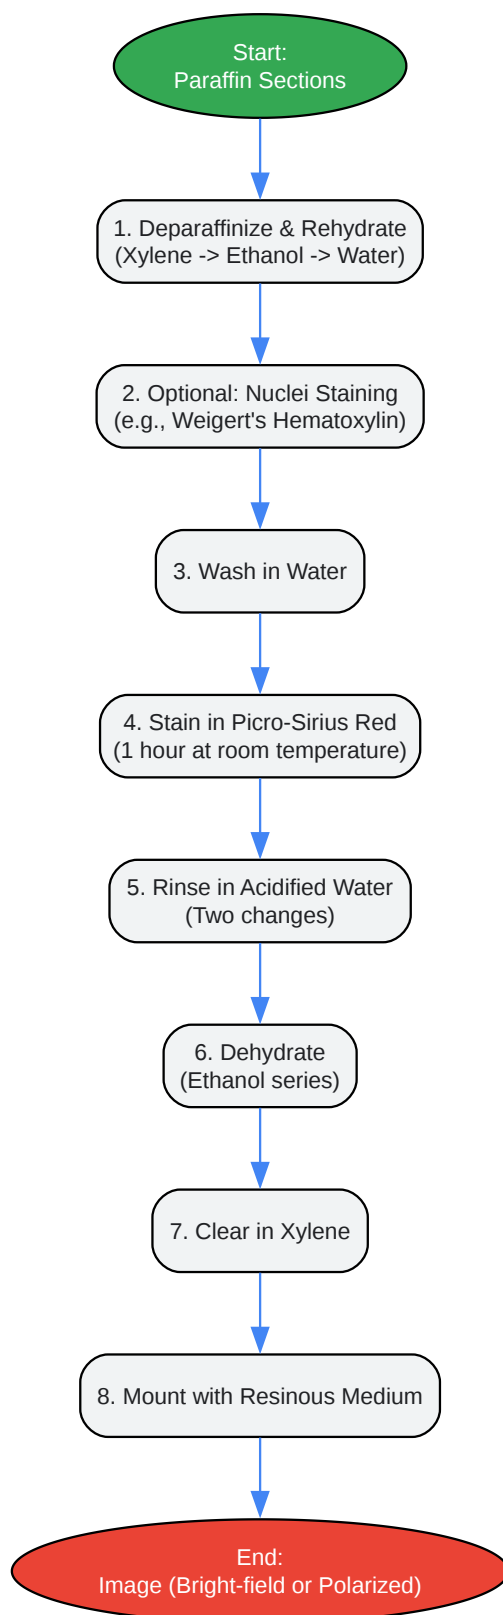 Start:
Paraffin Sections
1. Deparaffinize & Rehydrate
(Xylene -> Ethanol -> Water)
2. Optional: Nuclei Staining
(e.g., Weigert's Hematoxylin)
3. Wash in Water
4. Stain in Picro-Sirius Red
(1 hour at room temperature)
5. Rinse in Acidified Water
(Two changes)
6. Dehydrate
(Ethanol series)
7. Clear in Xylene
8. Mount with Resinous Medium
End:
Image (Bright-field or Polarized)